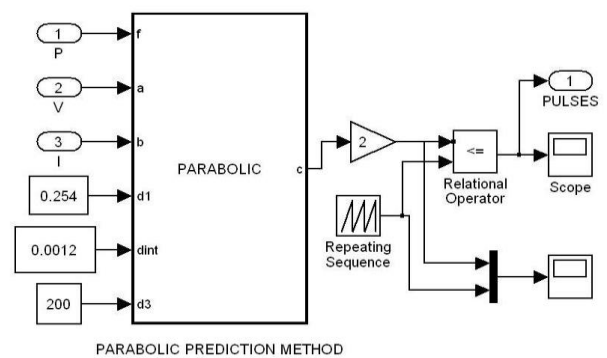 1
P
f
2
V
a
3
I
b
0.254
d1
0.0012
dint
200
d3
PARABOLIC
c
2
<=
Relational
Operator
Repeating
Sequence
1
PULSES
Scope
PARABOLIC PREDICTION METHOD